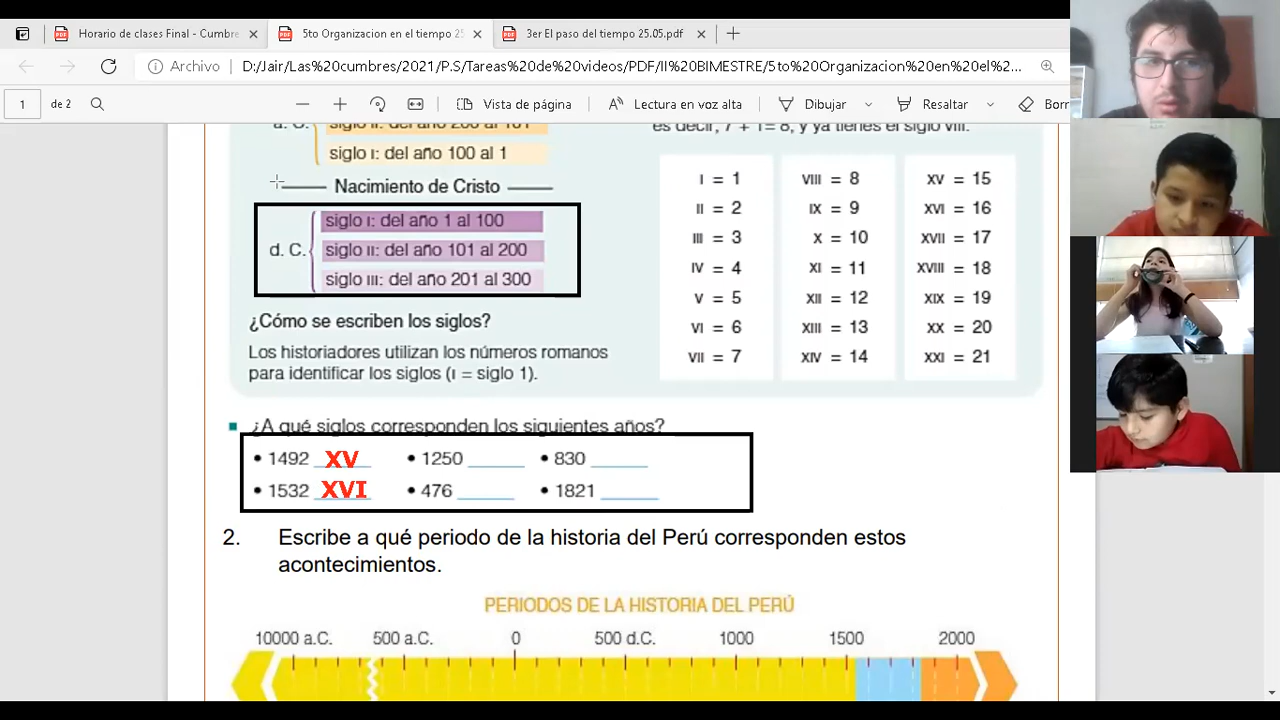 Horario de clases Final - Cumbre
5to Organizacion en el tiempo 25
3er El paso del tiempo 25.05.pdf
Archivo
D:/Jair/Las%20cumbres/2021/P.S/Tareas%20de%20videos/PDF/II%20BIMESTRE/5to%20Organizacion%20en%20el%2...
1 de 2
Vista de página
Lectura en voz alta
Dibujar
Resaltar
Borr
siglo I: del año 100 al 1
Nacimiento de Cristo
d. C.
siglo I: del año 1 al 100
siglo II: del año 101 al 200
siglo III: del año 201 al 300
¿Cómo se escriben los siglos?
Los historiadores utilizan los números romanos
para identificar los siglos (I = siglo 1).
es decir, 7 + 1= 8, y ya tienes el siglo VIII.
I = 1
II = 2
III = 3
IV = 4
V = 5
VI = 6
VII = 7
VIII = 8
IX = 9
X = 10
XI = 11
XII = 12
XIII = 13
XIV = 14
XV = 15
XVI = 16
XVII = 17
XVIII = 18
XIX = 19
XX = 20
XXI = 21
¿A qué siglos corresponden los siguientes años?
• 1492 XV • 1250 • 830
• 1532 XVI • 476 • 1821
2. Escribe a qué periodo de la historia del Perú corresponden estos
acontecimientos.
PERIODOS DE LA HISTORIA DEL PERÚ
10000 a.C. 500 a.C. 0 500 d.C. 1000 1500 2000